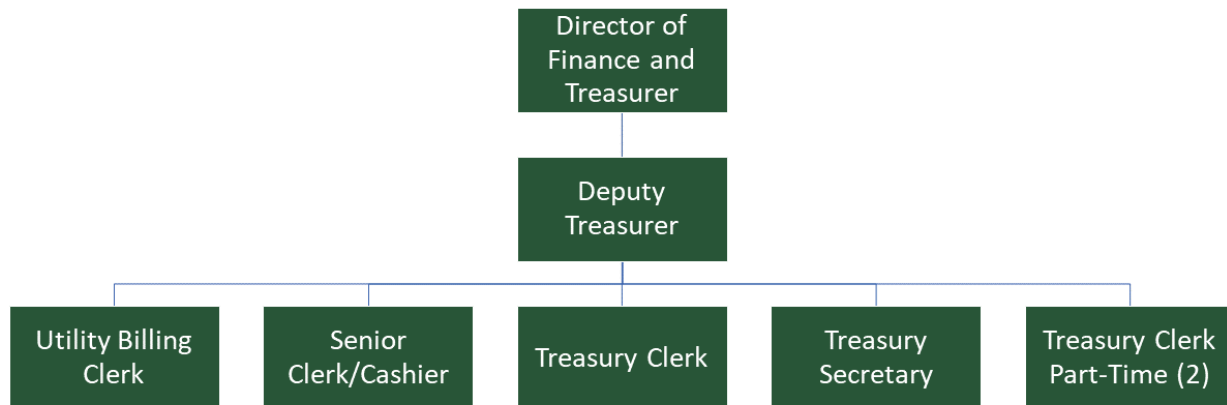 Director of
Finance and
Treasurer
Deputy
Treasurer
Utility Billing
Clerk
Senior
Clerk/Cashier
Treasury Clerk
Treasury
Secretary
Treasury Clerk
Part-Time (2)